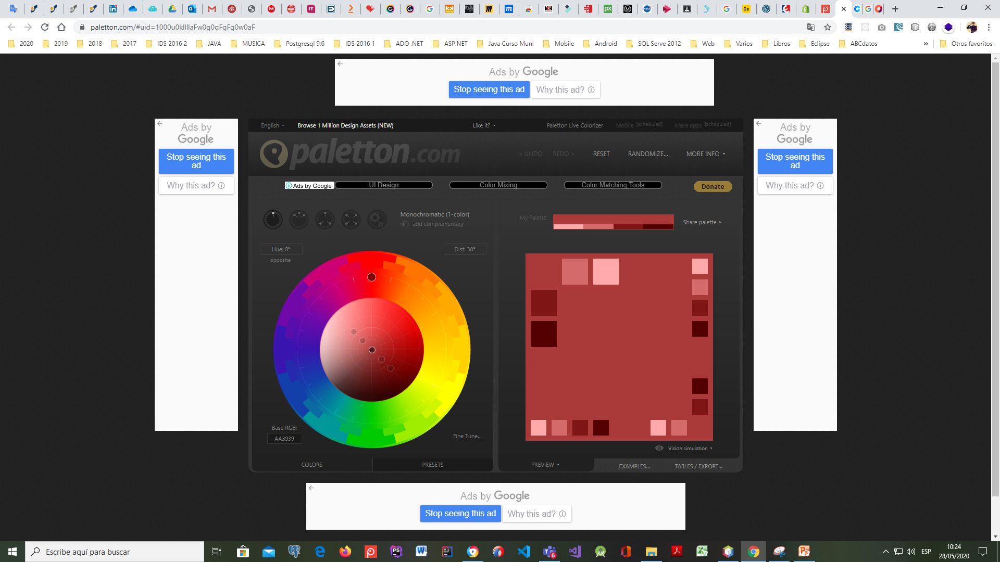 paletton.com/#uid=1000u0kllllaFw0g0qFqFg0w0aF
2020 2019 2018 2017 IDS 2016 2 JAVA MUSICA Postgresql 9.6 IDS 2016 1 ADO .NET ASP.NET Java Curso Muni Mobile Android SQL Serve 2012 Web Varios Libros Eclipse ABCdatos » Otros favoritos
Ads by Google
Stop seeing this ad Why this ad?
Ads by
Google
Stop seeing this
ad
Why this ad?
English Browse 1 Million Design Assets (NEW) Like it? Paletton Live Colorizer Mobile [scheduled] More apps [scheduled]
paletton.com
< UNDO REDO > RESET RANDOMIZE... MORE INFO
Ads by Google UI Design Color Mixing Color Matching Tools Donate
Monochromatic (1-color)
add complementary
My Palette:
Share palette
Hue: 0° Dist: 30°
opposite
Base RGB:
AA3939
Fine Tune...
Vision simulation
COLORS PRESETS PREVIEW EXAMPLES... TABLES / EXPORT...
Ads by
Google
Stop seeing this
ad
Why this ad?
Ads by Google
Stop seeing this ad Why this ad?
Escribe aquí para buscar
ESP
10:24
28/05/2020